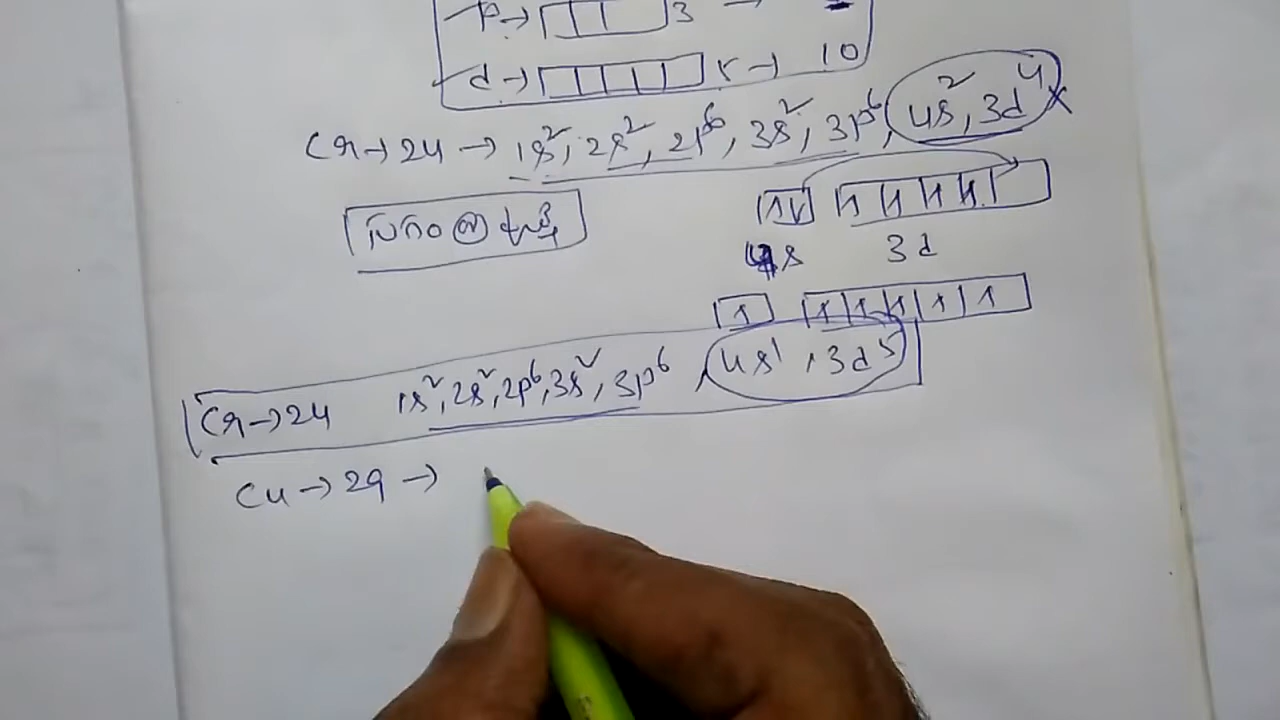 p → 3 →
d → 5 → 10
Cr → 24 → 1s², 2s², 2p⁶, 3s², 3p⁶, 4s², 3d⁴ x
4s 3d
Cr → 24 1s², 2s², 2p⁶, 3s², 3p⁶, 4s¹, 3d⁵
Cu → 29 →